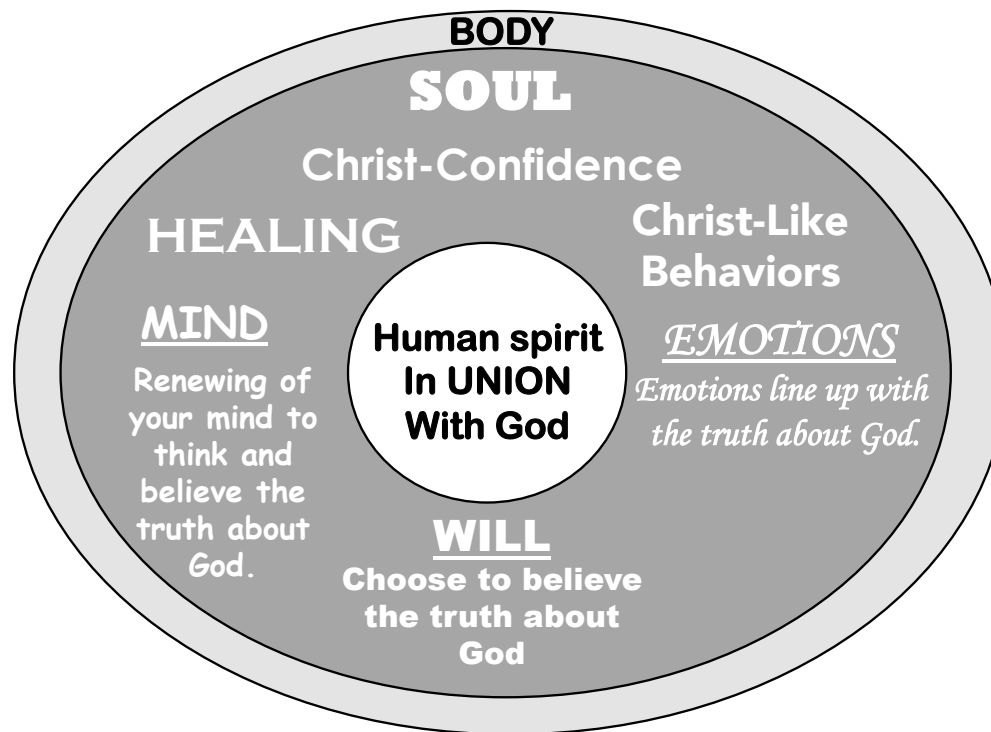 BODY
SOUL
Christ-Confidence
HEALING
Christ-Like
Behaviors
MIND
Renewing of
your mind to
think and
believe the
truth about
God.
Human spirit
In UNION
With God
EMOTIONS
Emotions line up with
the truth about God.
WILL
Choose to believe
the truth about
God